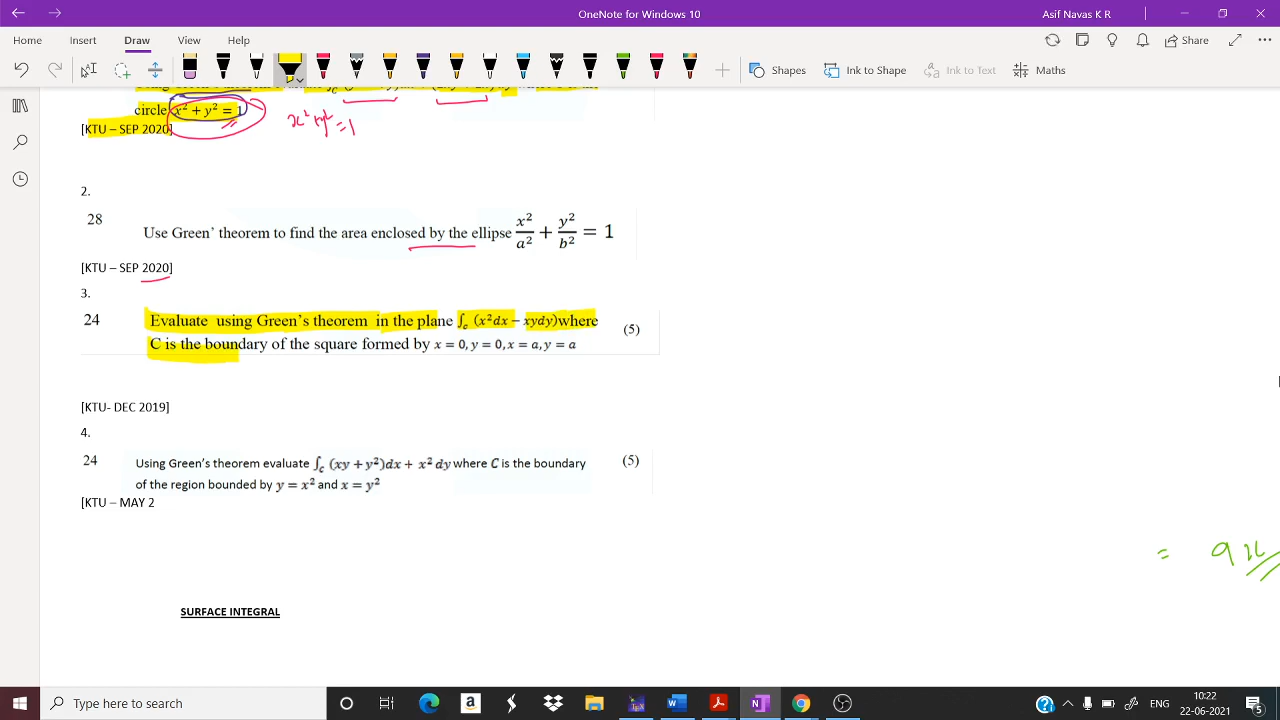 OneNote for Windows 10
Asif Navas K R
Home Insert Draw View Help
Share
Shapes Ink to Shape Ink to Text Maths
circle x² + y² = 1
x² + y² = 1
[KTU – SEP 2020]
2.
28
Use Green' theorem to find the area enclosed by the ellipse x²/a² + y²/b² = 1
[KTU – SEP 2020]
3.
24 Evaluate using Green's theorem in the plane ∫c (x²dx − xydy)where (5)
C is the boundary of the square formed by x = 0, y = 0, x = a, y = a
[KTU- DEC 2019]
4.
24 Using Green's theorem evaluate ∫c (xy + y²)dx + x² dy where C is the boundary (5)
of the region bounded by y = x² and x = y²
[KTU – MAY 2
=
SURFACE INTEGRAL
Type here to search
ENG
10:22
22-06-2021
5